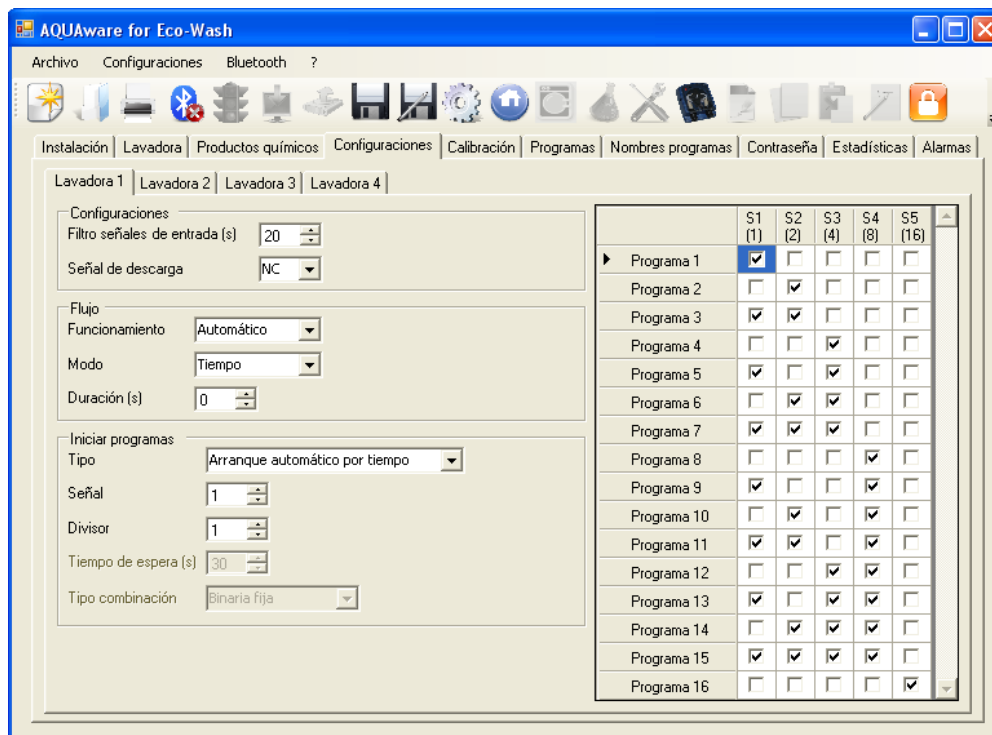 AQUAware for Eco-Wash
Archivo Configuraciones Bluetooth ?
Instalación Lavadora Productos químicos Configuraciones Calibración Programas Nombres programas Contraseña Estadísticas Alarmas
Lavadora 1 Lavadora 2 Lavadora 3 Lavadora 4
Configuraciones
Filtro señales de entrada (s) 20
Señal de descarga NC
Flujo
Funcionamiento Automático
Modo Tiempo
Duración (s) 0
Iniciar programas
Tipo Arranque automático por tiempo
Señal 1
Divisor 1
Tiempo de espera (s) 30
Tipo combinación Binaria fija
S1 S2 S3 S4 S5
(1) (2) (4) (8) (16)
Programa 1
Programa 2
Programa 3
Programa 4
Programa 5
Programa 6
Programa 7
Programa 8
Programa 9
Programa 10
Programa 11
Programa 12
Programa 13
Programa 14
Programa 15
Programa 16